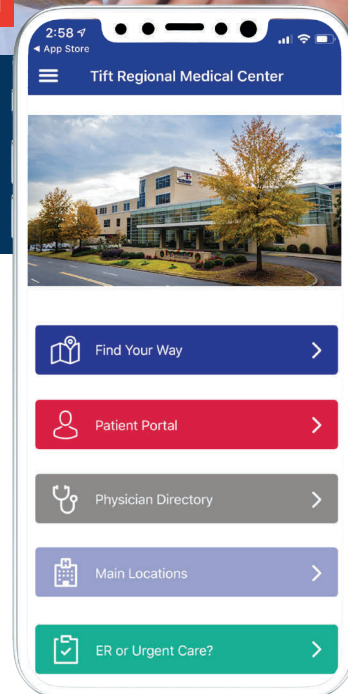 2:58
App Store
Tift Regional Medical Center
Find Your Way
Patient Portal
Physician Directory
H
Main Locations
ER or Urgent Care?